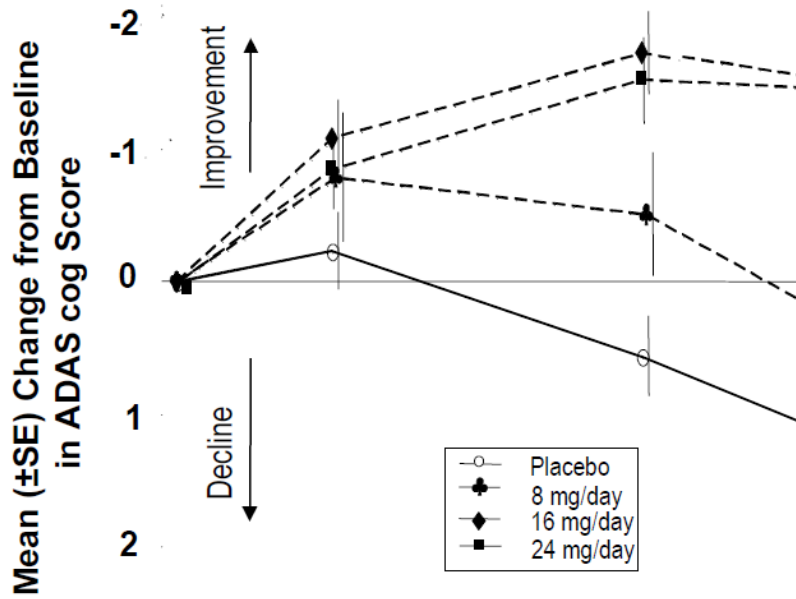 Mean (±SE) Change from Baseline
in ADAS cog Score
-2
-1
0
1
2
Improvement
Decline
Placebo
8 mg/day
16 mg/day
24 mg/day